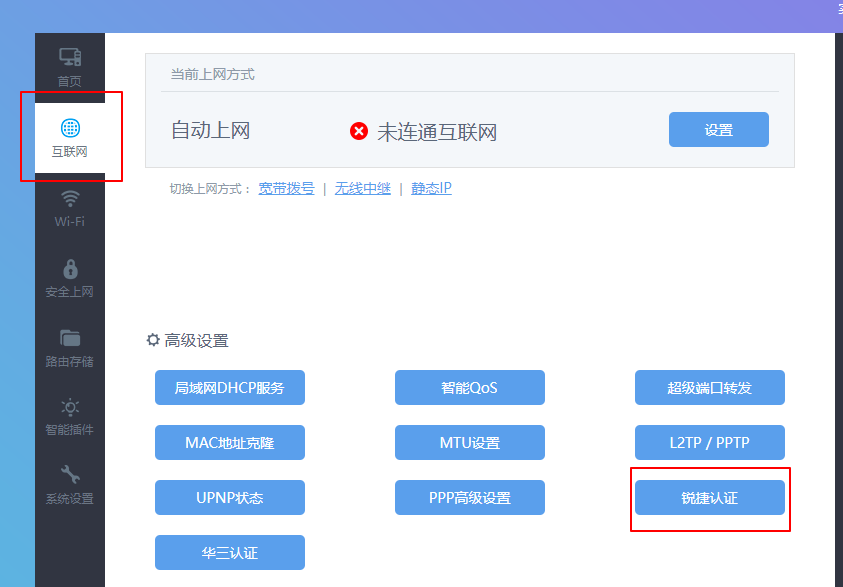 首页
互联网
Wi-Fi
安全上网
路由存储
智能插件
系统设置
当前上网方式
自动上网 未连通互联网 设置
切换上网方式： 宽带拨号 | 无线中继 | 静态IP
高级设置
局域网DHCP服务 智能QoS 超级端口转发
MAC地址克隆 MTU设置 L2TP / PPTP
UPNP状态 PPP高级设置 锐捷认证
华三认证